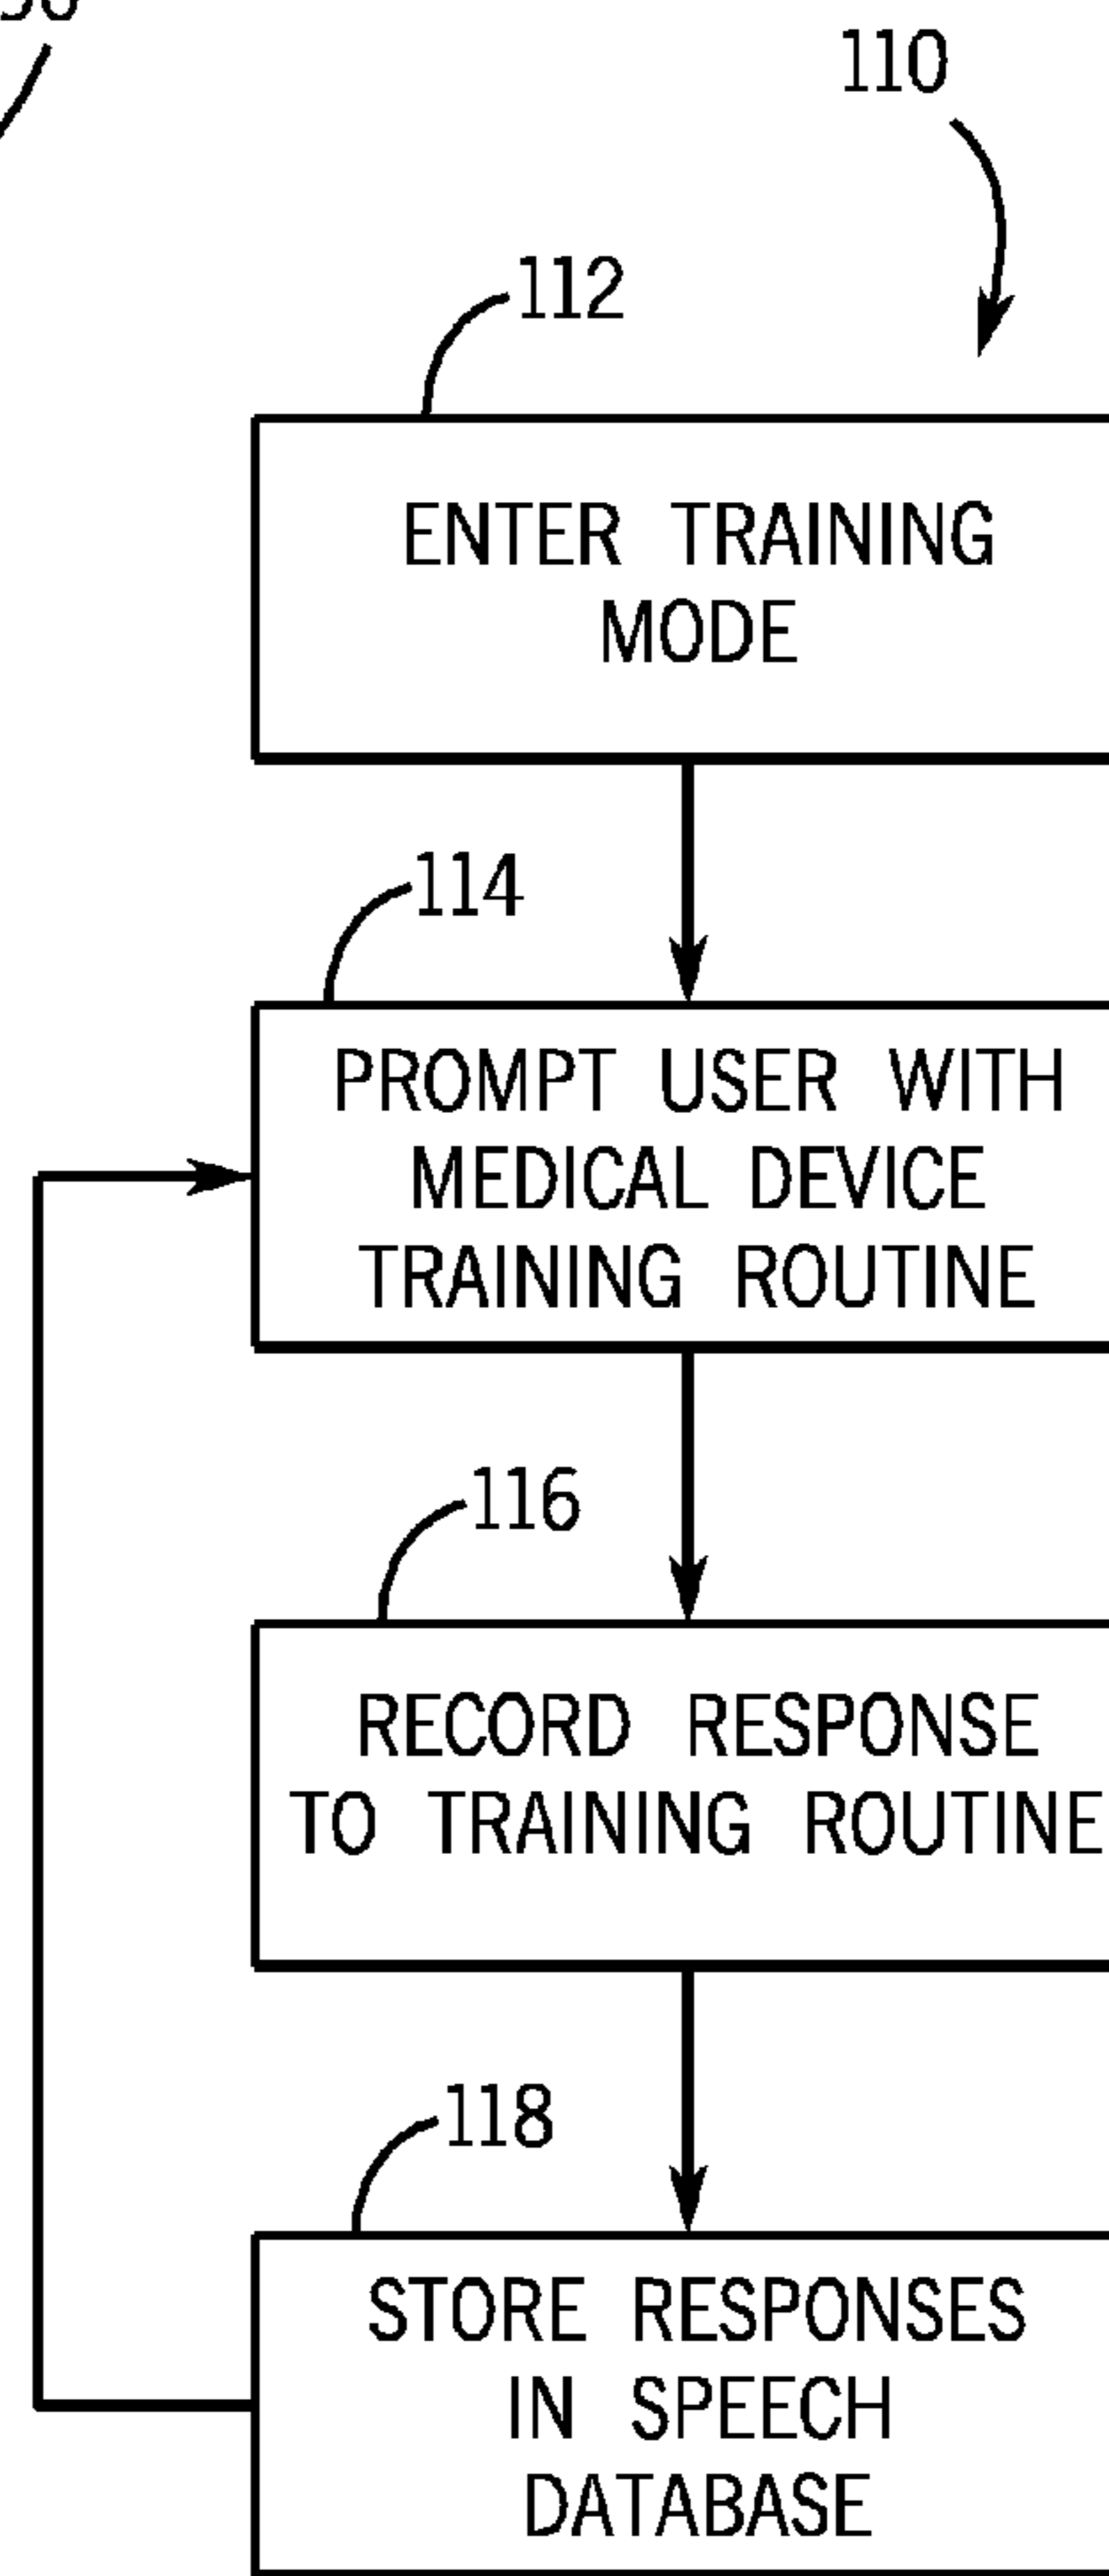 110
112
ENTER TRAINING
MODE
114
PROMPT USER WITH
MEDICAL DEVICE
TRAINING ROUTINE
116
RECORD RESPONSE
TO TRAINING ROUTINE
118
STORE RESPONSES
IN SPEECH
DATABASE